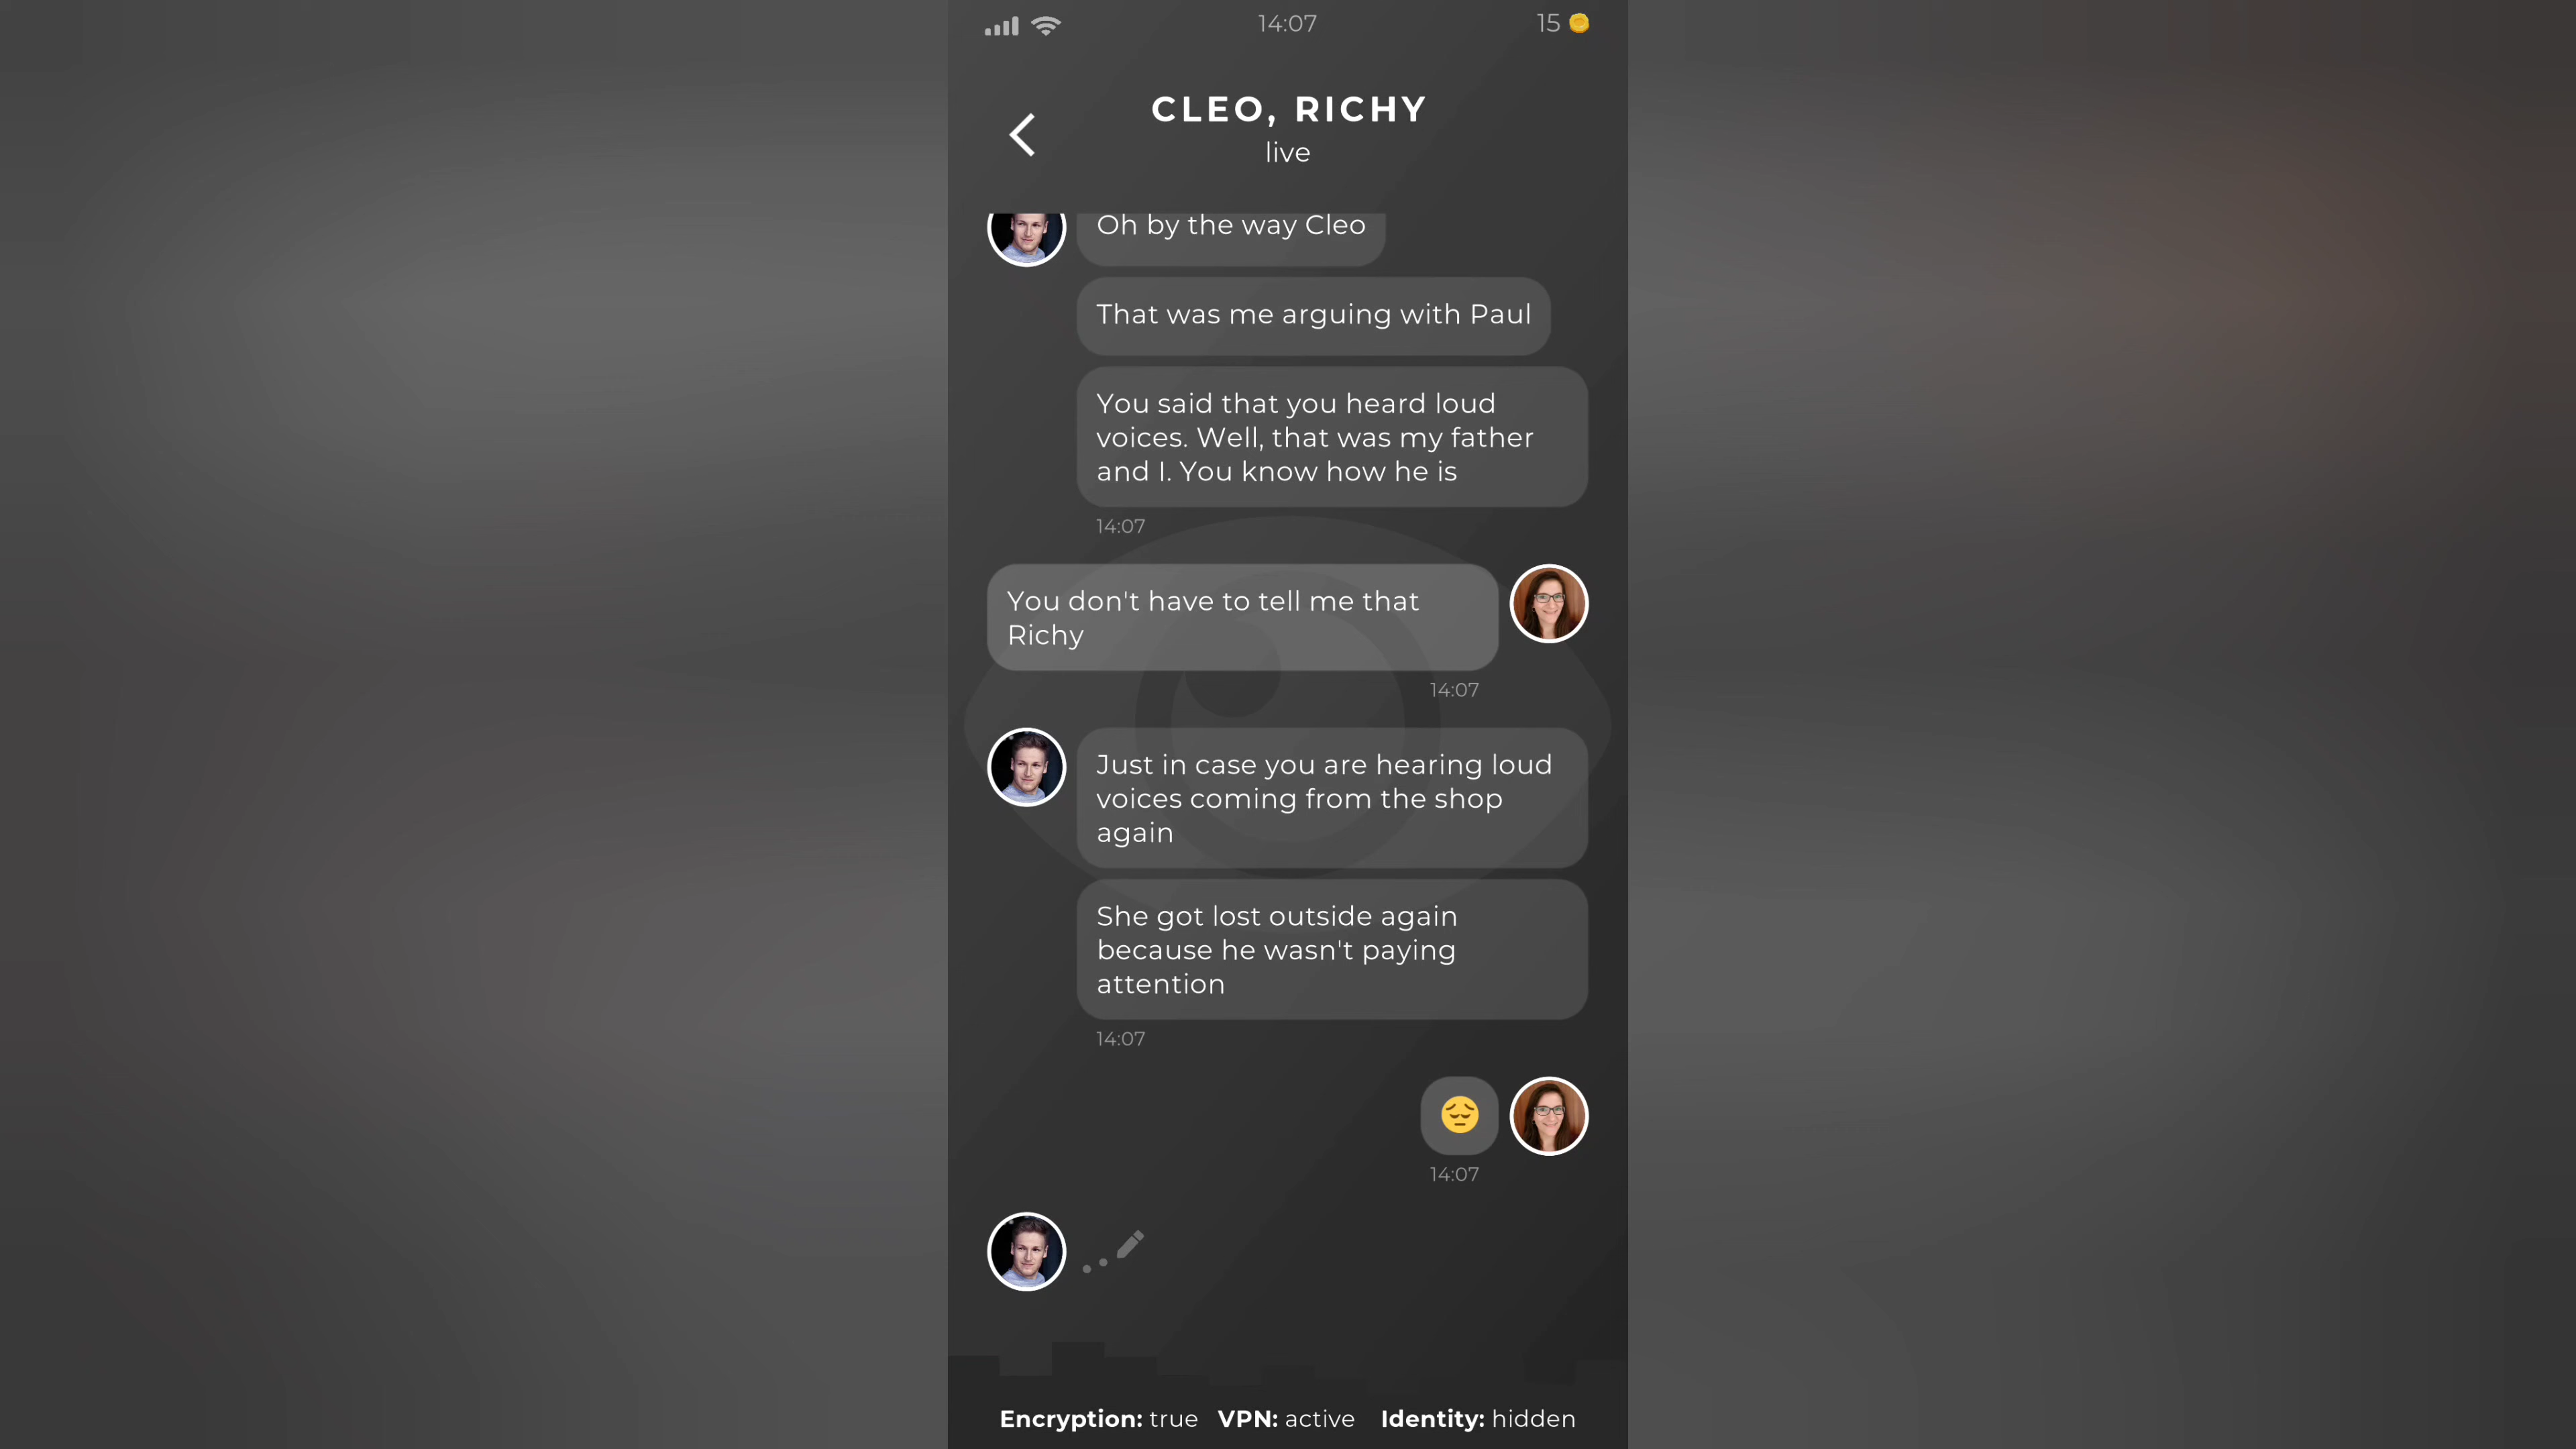 14:07
15
CLEO, RICHY
live
Oh by the way Cleo
That was me arguing with Paul
You said that you heard loud
voices. Well, that was my father
and I. You know how he is
14:07
You don't have to tell me that
Richy
14:07
Just in case you are hearing loud
voices coming from the shop
again
She got lost outside again
because he wasn't paying
attention
14:07
14:07
Encryption: true VPN: active Identity: hidden